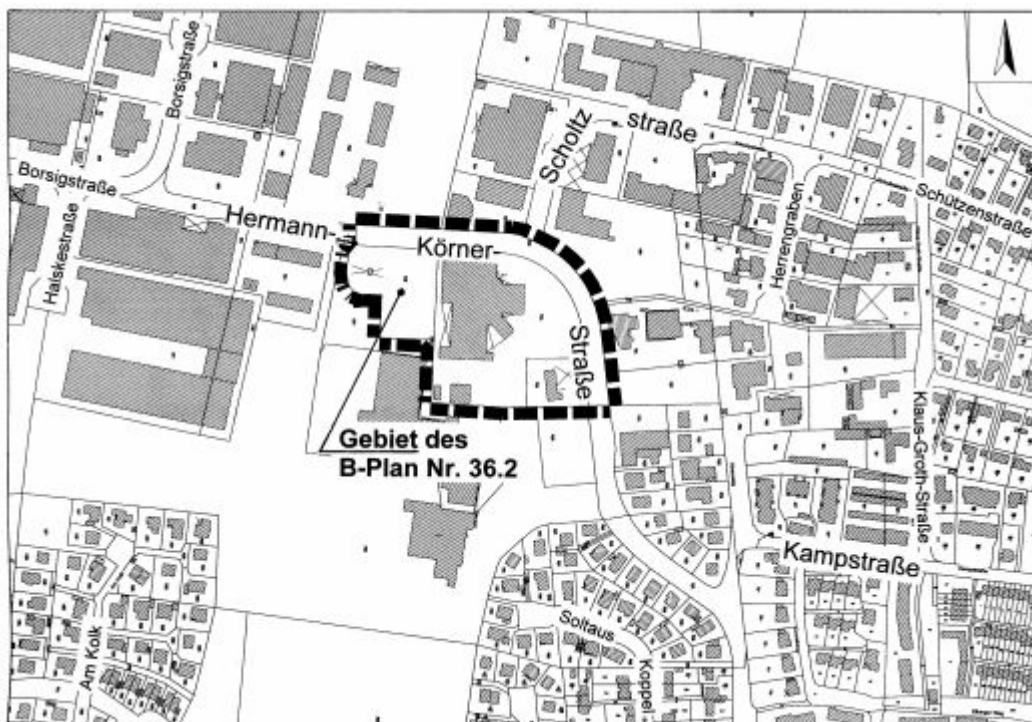 Borsigstraße
Borsigstraße
Halskestraße
Hermann-
Körner-
Straße
Scholtz
straße
Herrengraben
Schützenstraße
Klaus-Groth-Straße
Gebiet des
B-Plan Nr. 36.2
Kampstraße
Am Kolk
Soltaus
Koppel